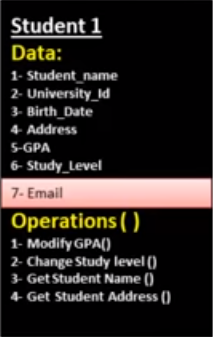 Student 1
Data:
1- Student_name
2- University_Id
3- Birth_Date
4- Address
5-GPA
6- Study_Level
7- Email
Operations( )
1- Modify GPA()
2- Change Study level ()
3- Get Student Name ()
4- Get Student Address ()